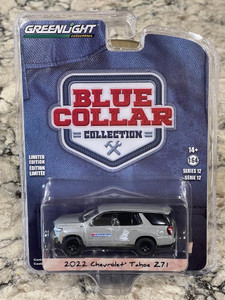 GREENLIGHT
collectibles
BLUE
COLLAR
COLLECTION
LIMITED
EDITION
ÉDITION
LIMITÉE
14+
1:64
SERIES 12
SÉRIE 12
2022 Chevrolet Tahoe Z71